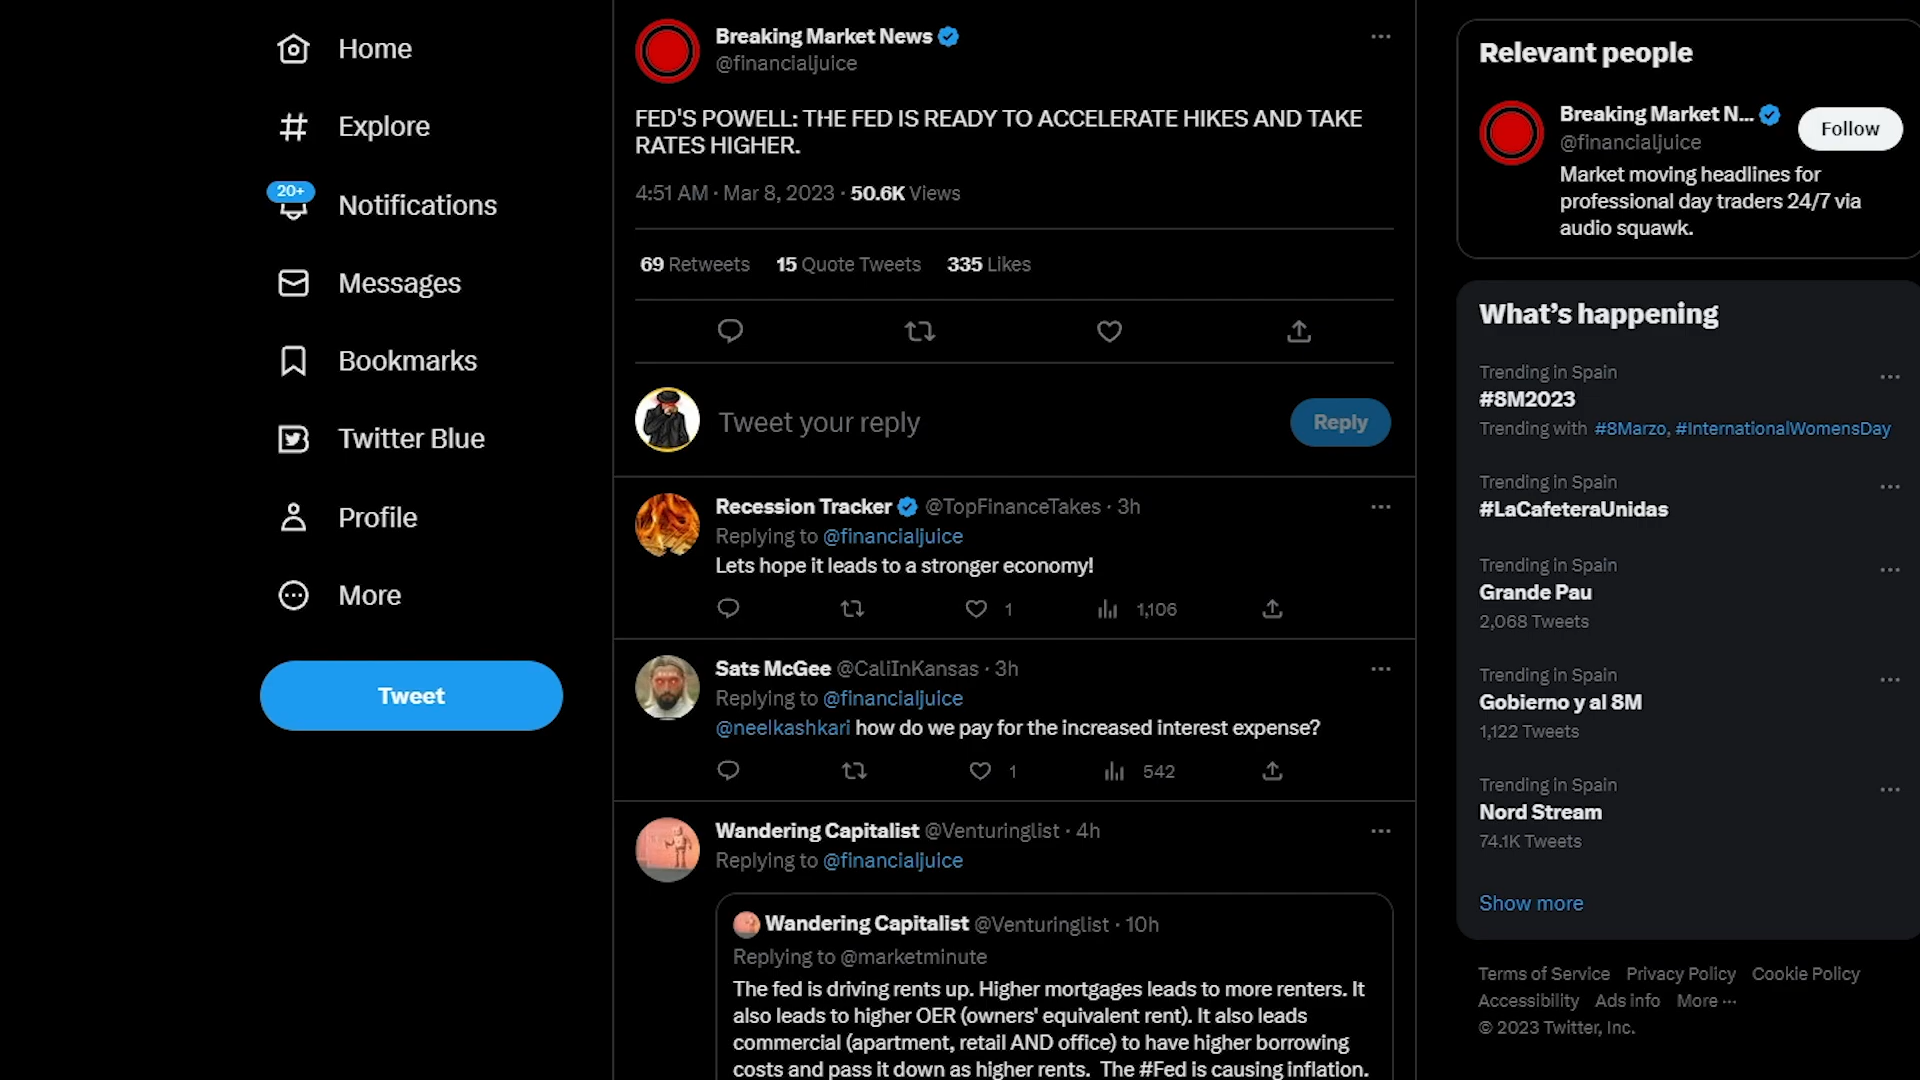 Home
Explore
20+
Notifications
Messages
Bookmarks
Twitter Blue
Profile
More
Tweet
Breaking Market News
@financialjuice
FED'S POWELL: THE FED IS READY TO ACCELERATE HIKES AND TAKE
RATES HIGHER.
4:51 AM · Mar 8, 2023 · 50.6K Views
69 Retweets 15 Quote Tweets 335 Likes
Tweet your reply
Reply
Recession Tracker @TopFinanceTakes · 3h
Replying to @financialjuice
Lets hope it leads to a stronger economy!
1 1,106
Sats McGee @CaliInKansas · 3h
Replying to @financialjuice
@neelkashkari how do we pay for the increased interest expense?
1 542
Wandering Capitalist @Venturinglist · 4h
Replying to @financialjuice
Wandering Capitalist @Venturinglist · 10h
Replying to @marketminute
The fed is driving rents up. Higher mortgages leads to more renters. It
also leads to higher OER (owners' equivalent rent). It also leads
commercial (apartment, retail AND office) to have higher borrowing
costs and pass it down as higher rents. The #Fed is causing inflation.
Relevant people
Breaking Market N...
@financialjuice
Follow
Market moving headlines for
professional day traders 24/7 via
audio squawk.
What's happening
Trending in Spain
#8M2023
Trending with #8Marzo, #InternationalWomensDay
Trending in Spain
#LaCafeteraUnidas
Trending in Spain
Grande Pau
2,068 Tweets
Trending in Spain
Gobierno y al 8M
1,122 Tweets
Trending in Spain
Nord Stream
74.1K Tweets
Show more
Terms of Service Privacy Policy Cookie Policy
Accessibility Ads info More ···
© 2023 Twitter, Inc.